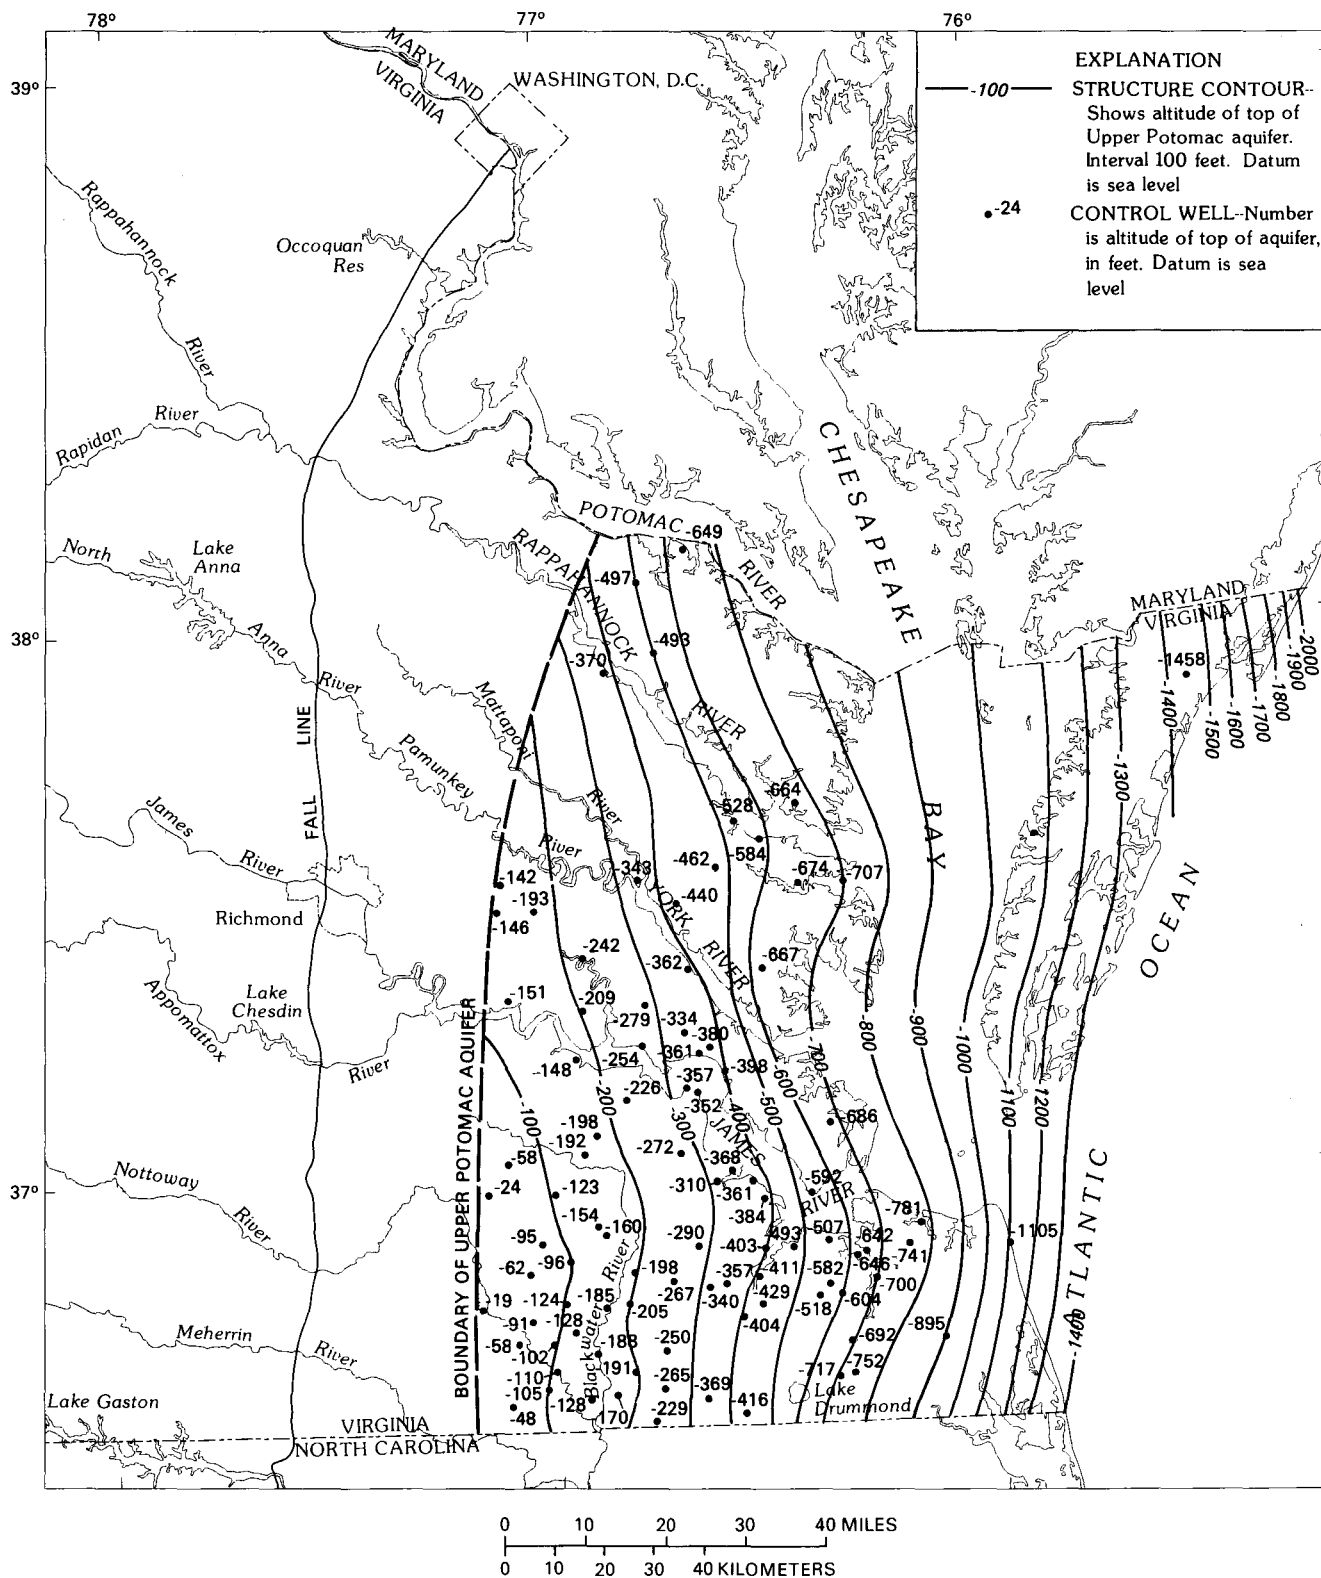 78°
77°
76°
39°
38°
37°
MARYLAND
VIRGINIA
WASHINGTON, D.C.
EXPLANATION
-100
STRUCTURE CONTOUR--
Shows altitude of top of
Upper Potomac aquifer.
Interval 100 feet. Datum
is sea level
-24
CONTROL WELL--Number
is altitude of top of aquifer,
in feet. Datum is sea
level
Rappahannock
River
Occoquan
Res
Rapidan
River
CHESAPEAKE
BAY
POTOMAC
RIVER
-649
North
Lake
Anna
Anna
River
RAPPAHANNOCK
RIVER
-497
-493
-370
MARYLAND
VIRGINIA
-1458
-1400
-1500
-1600
-1700
-1800
-1900
-2000
-1300
Mattaponi
River
Pamunkey
River
FALL
LINE
James
River
Richmond
-664
-528
-584
-462
-674
-707
-343
-440
YORK
RIVER
-142
-193
-146
-242
-362
-667
OCEAN
Appomattox
River
Lake
Chesdin
-151
-209
-279
-334
-380
-361
-254
-148
-398
-357
-352
-226
-700
-800
-900
-1000
-1100
-1200
-100
-200
-300
-400
-500
-600
BOUNDARY OF UPPER POTOMAC AQUIFER
-198
-192
-272
JAMES
RIVER
-686
-58
-24
-123
-368
-310
-361
-384
-592
-781
ATLANTIC
Nottoway
River
-154
-160
-95
-96
-290
-403
-493
-507
-642
-646
-741
-1105
-62
-198
-267
-357
-411
-582
-700
-19
-124
-185
-205
-340
-429
-518
-604
-91
-128
-404
-895
Meherrin
River
-58
-102
-188
-250
-692
-110
-191
-265
-717
-752
-105
-128
-170
-369
-48
-229
-416
Blackwater
River
Lake
Drummond
-1400
Lake Gaston
VIRGINIA
NORTH CAROLINA
0 10 20 30 40 MILES
0 10 20 30 40 KILOMETERS